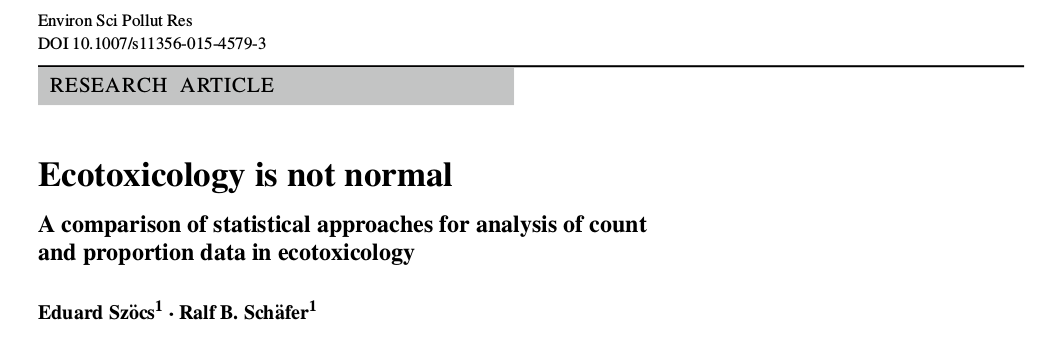 Environ Sci Pollut Res
DOI 10.1007/s11356-015-4579-3
RESEARCH ARTICLE
Ecotoxicology is not normal
A comparison of statistical approaches for analysis of count
and proportion data in ecotoxicology
Eduard Szöcs¹ · Ralf B. Schäfer¹